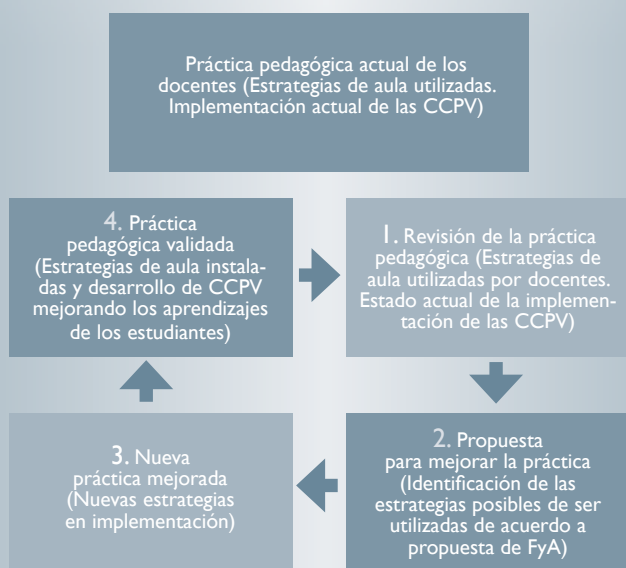 Práctica pedagógica actual de los
docentes (Estrategias de aula utilizadas.
Implementación actual de las CCPV)
4. Práctica
pedagógica validada
(Estrategias de aula instala-
das y desarrollo de CCPV
mejorando los aprendizajes
de los estudiantes)
1. Revisión de la práctica
pedagógica (Estrategias de
aula utilizadas por docentes.
Estado actual de la implemen-
tación de las CCPV)
2. Propuesta
para mejorar la práctica
(Identificación de las
estrategias posibles de ser
utilizadas de acuerdo a
propuesta de FyA)
3. Nueva
práctica mejorada
(Nuevas estrategias
en implementación)